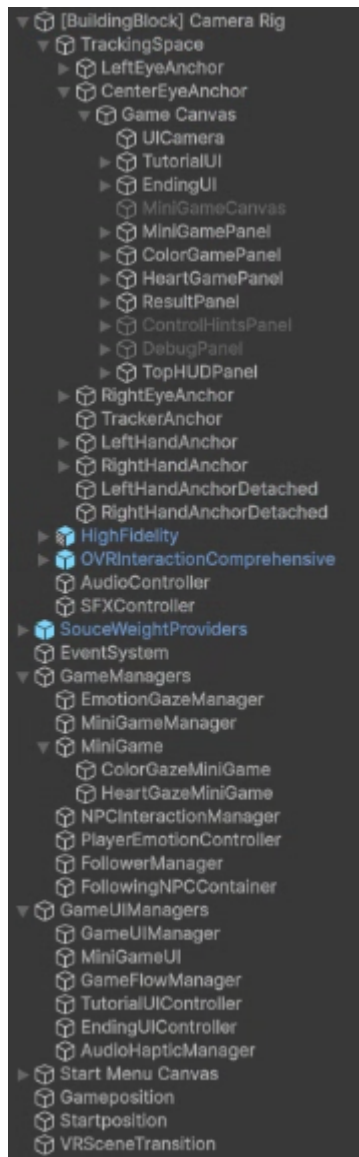 [BuildingBlock] Camera Rig
TrackingSpace
LeftEyeAnchor
CenterEyeAnchor
Game Canvas
UICamera
TutorialUI
EndingUI
MiniGameCanvas
MiniGamePanel
ColorGamePanel
HeartGamePanel
ResultPanel
ControlHintsPanel
DebugPanel
TopHUDPanel
RightEyeAnchor
TrackerAnchor
LeftHandAnchor
RightHandAnchor
LeftHandAnchorDetached
RightHandAnchorDetached
HighFidelity
OVRInteractionComprehensive
AudioController
SFXController
SouceWeightProviders
EventSystem
GameManagers
EmotionGazeManager
MiniGameManager
MiniGame
ColorGazeMiniGame
HeartGazeMiniGame
NPCInteractionManager
PlayerEmotionController
FollowerManager
FollowingNPCContainer
GameUIManagers
GameUIManager
MiniGameUI
GameFlowManager
TutorialUIController
EndingUIController
AudioHapticManager
Start Menu Canvas
Gameposition
Startposition
VRSceneTransition